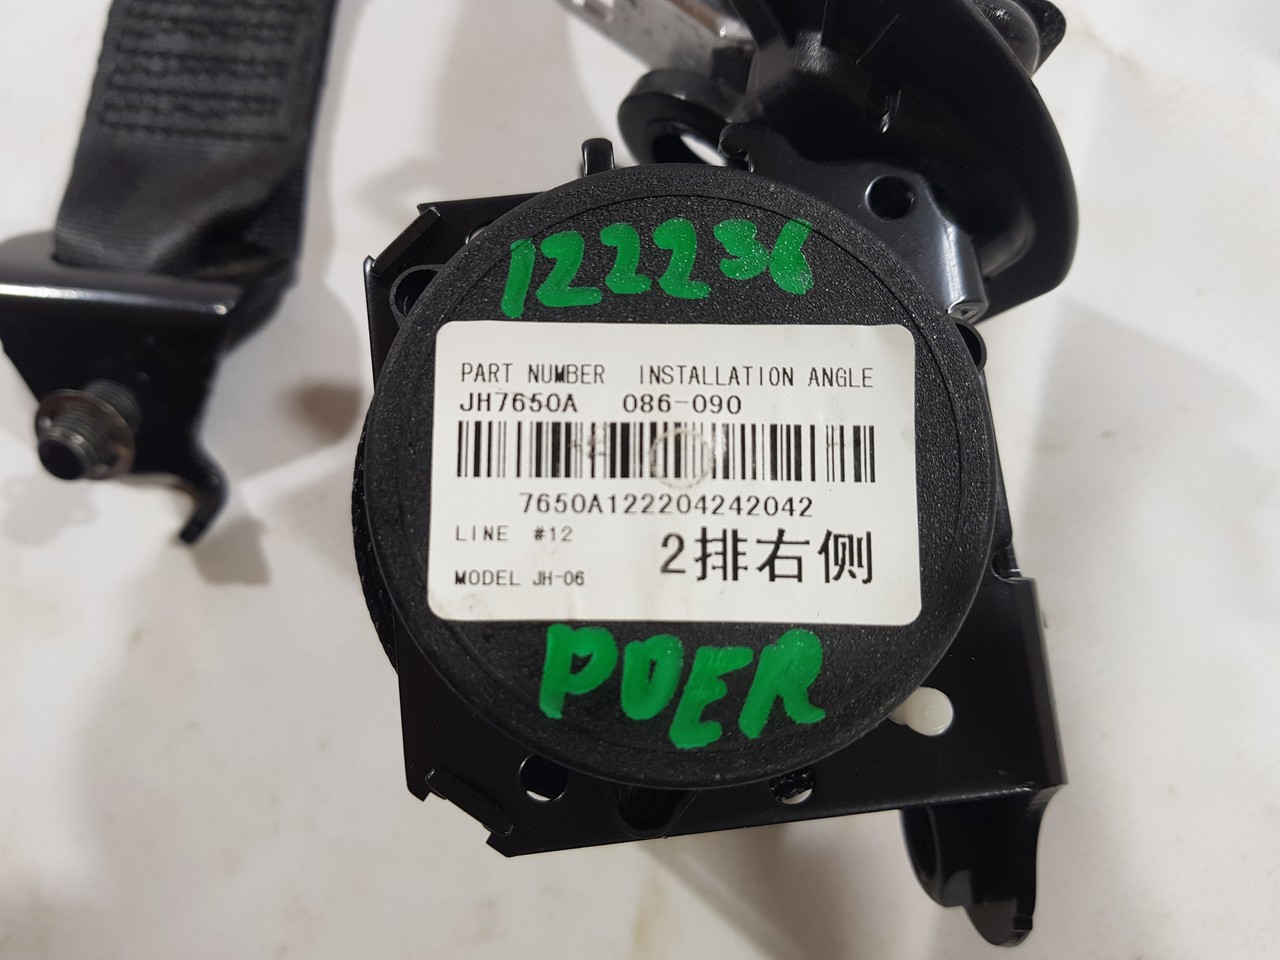 122236
PART NUMBER INSTALLATION ANGLE
JH7650A 086-090
7650A122204242042
LINE #12
2排右侧
MODEL JH-06
POER